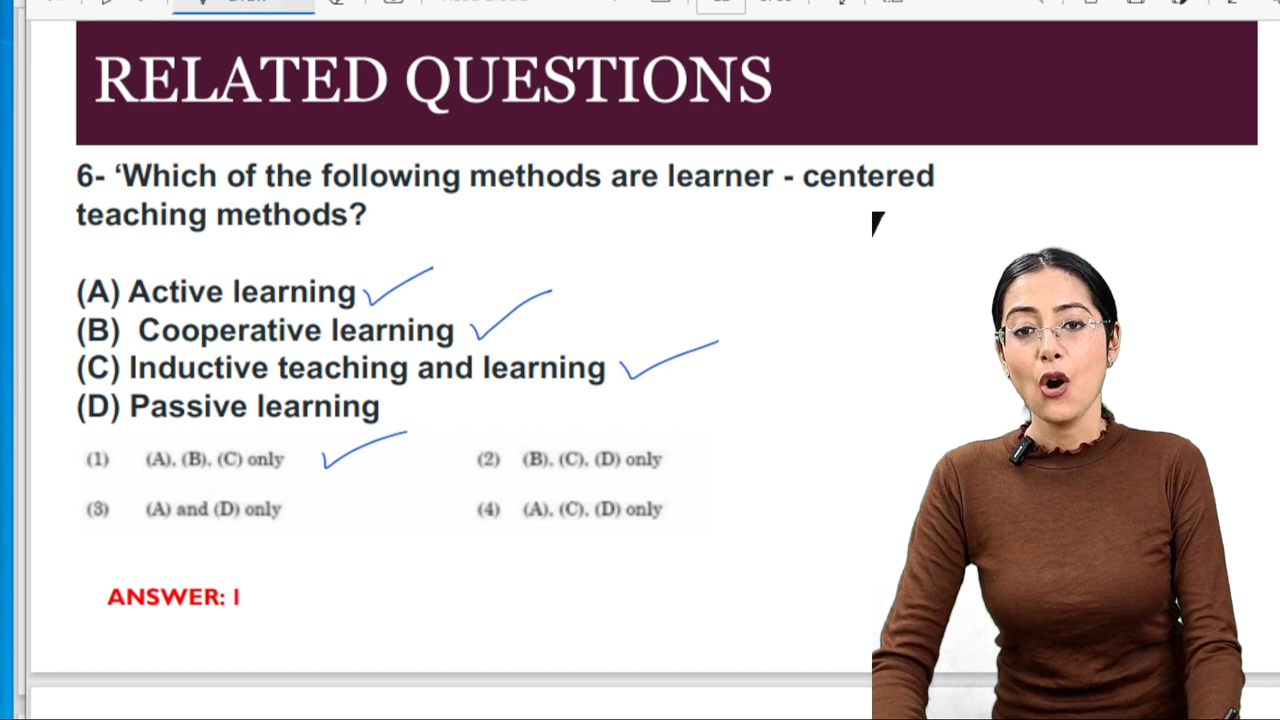 RELATED QUESTIONS
6- ‘Which of the following methods are learner - centered
teaching methods?
(A) Active learning
(B) Cooperative learning
(C) Inductive teaching and learning
(D) Passive learning
(1) (A), (B), (C) only
(2) (B), (C), (D) only
(3) (A) and (D) only
(4) (A), (C), (D) only
ANSWER: 1